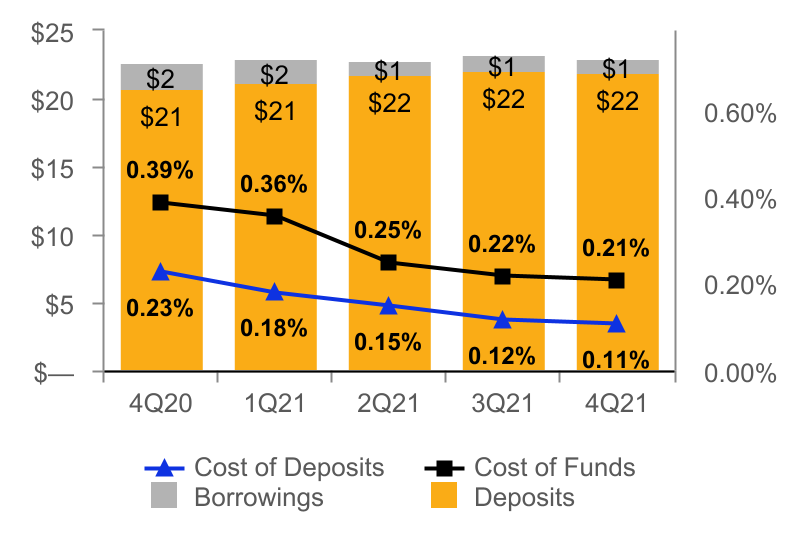 $25
$20
$15
$10
$5
$—
0.60%
0.40%
0.20%
0.00%
$2 $2 $1 $1 $1
$21 $21 $22 $22 $22
0.39% 0.36% 0.25% 0.22% 0.21%
0.23% 0.18% 0.15% 0.12% 0.11%
4Q20 1Q21 2Q21 3Q21 4Q21
Cost of Deposits Cost of Funds
Borrowings Deposits